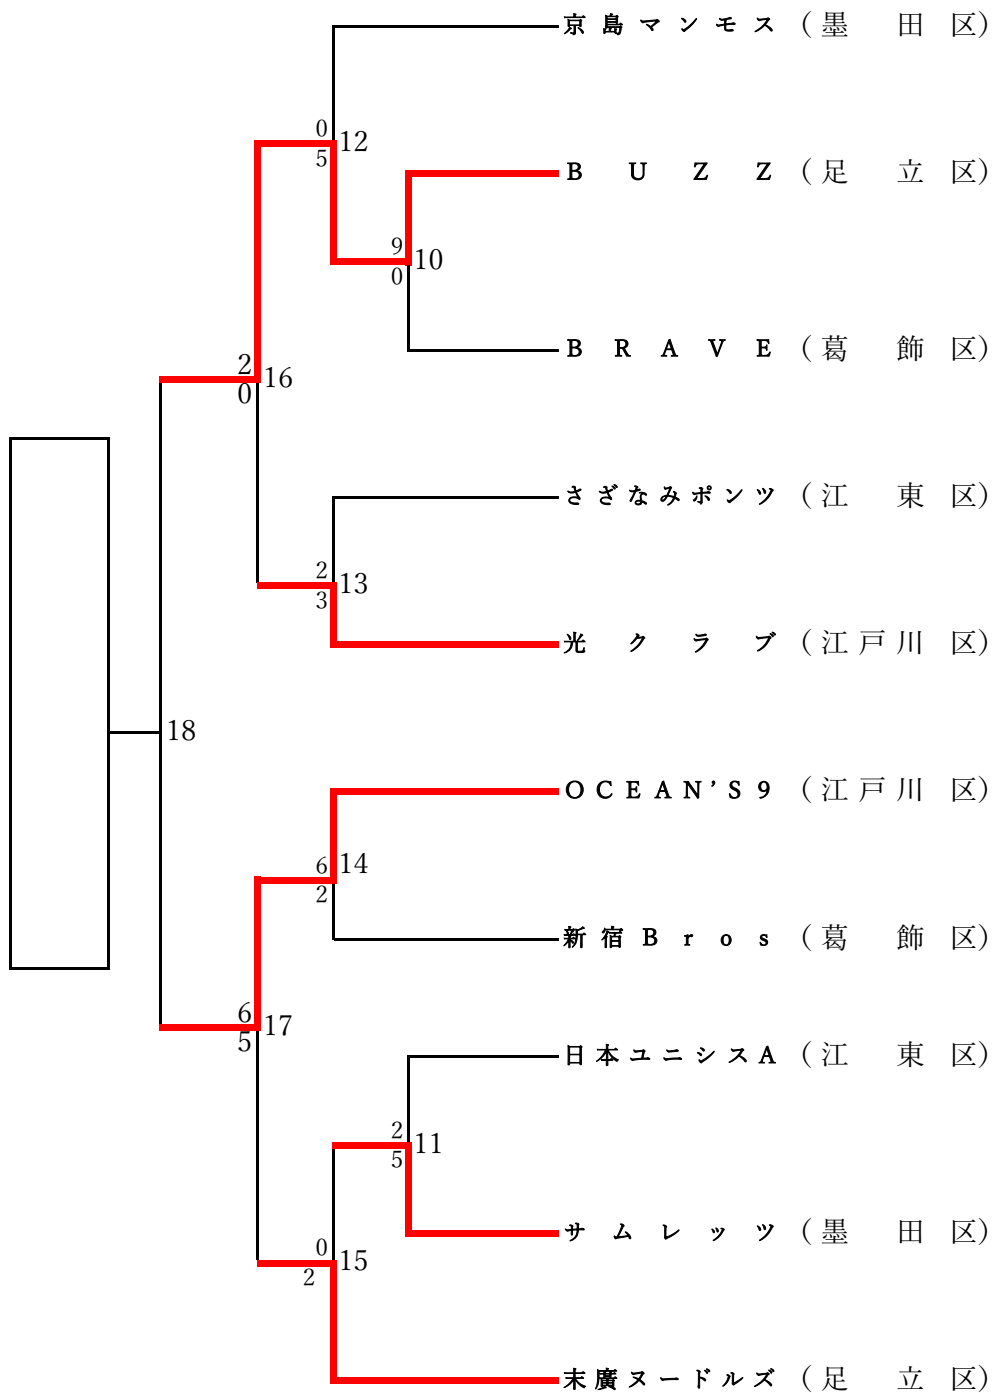 京島マンモス（墨田区）
0
12
5
BUZZ（足立区）
9
10
0
BRAVE（葛飾区）
2
16
0
さざなみポンツ（江東区）
2
13
3
光クラブ（江戸川区）
18
OCEAN'S9（江戸川区）
6
14
2
新宿Bros（葛飾区）
6
17
5
日本ユニシスA（江東区）
2
11
5
サムレッツ（墨田区）
0
15
2
末廣ヌードルズ（足立区）